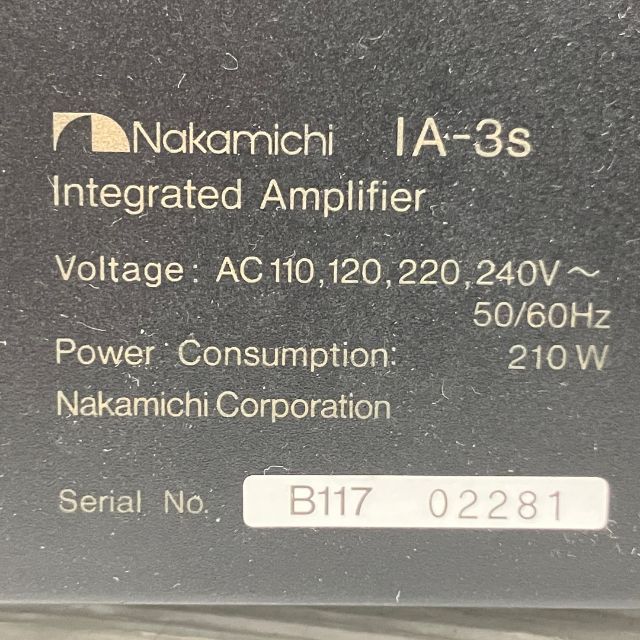 Nakamichi IA-3s
Integrated Amplifier
Voltage: AC 110,120,220,240V~
50/60Hz
Power Consumption: 210 W
Nakamichi Corporation
Serial No. B117 02281